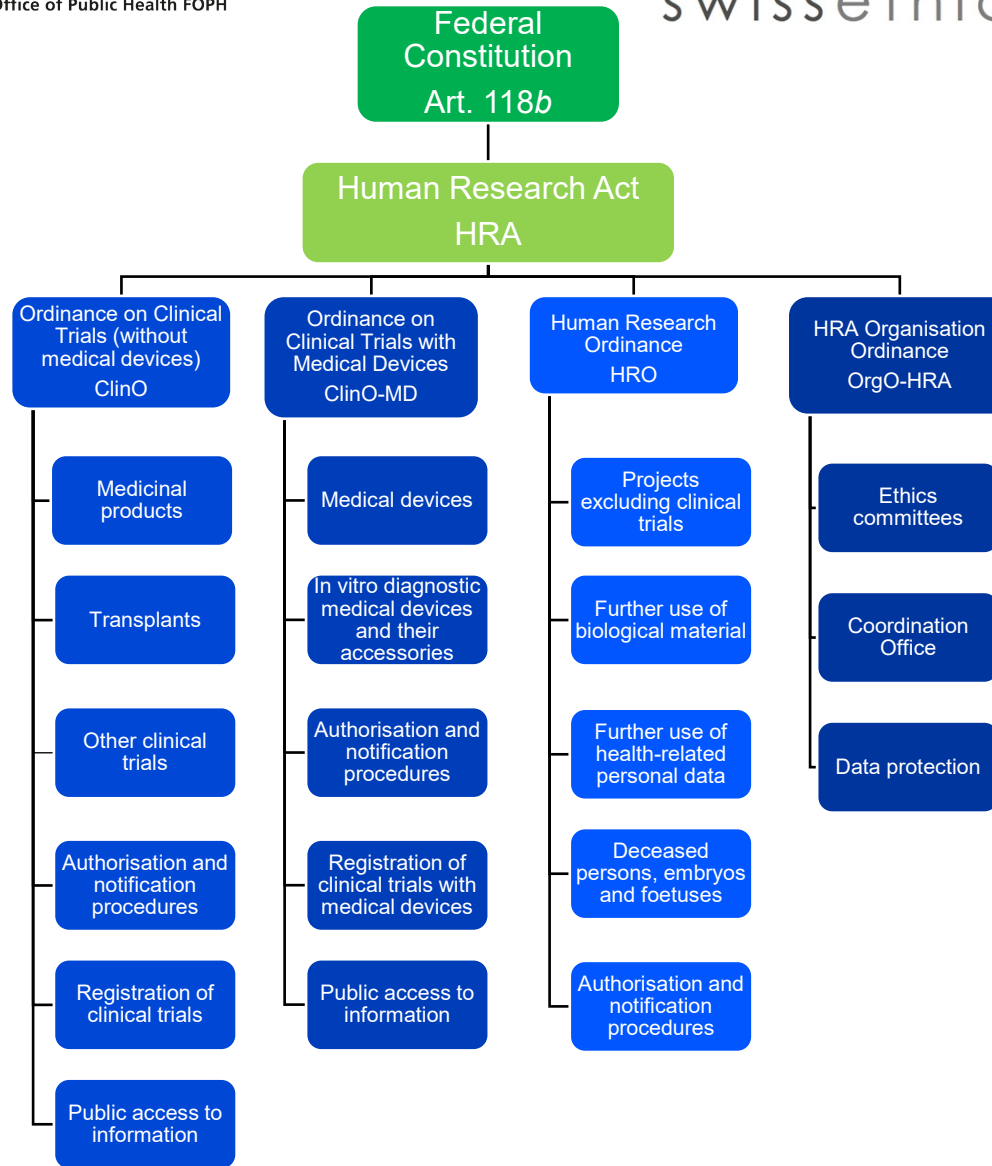 Office of Public Health FOPH
Federal
Constitution
Art. 118b
Human Research Act
HRA
Ordinance on Clinical
Trials (without
medical devices)
ClinO
Medicinal
products
Transplants
Other clinical
trials
Authorisation and
notification
procedures
Registration of
clinical trials
Public access to
information
Ordinance on
Clinical Trials with
Medical Devices
ClinO-MD
Medical devices
In vitro diagnostic
medical devices
and their
accessories
Authorisation and
notification
procedures
Registration of
clinical trials with
medical devices
Public access to
information
Human Research
Ordinance
HRO
Projects
excluding clinical
trials
Further use of
biological material
Further use of
health-related
personal data
Deceased
persons, embryos
and foetuses
Authorisation and
notification
procedures
HRA Organisation
Ordinance
OrgO-HRA
Ethics
committees
Coordination
Office
Data protection